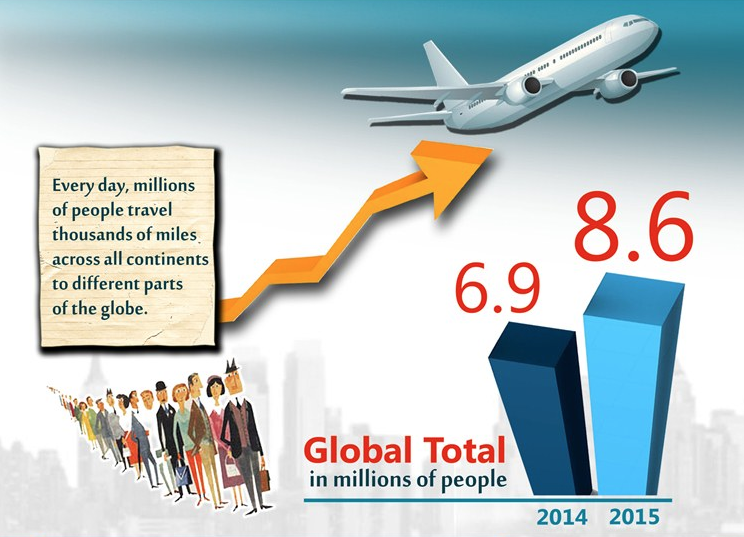 Every day, millions
of people travel
thousands of miles
across all continents
to different parts
of the globe.
6.9
8.6
Global Total
in millions of people
2014 2015